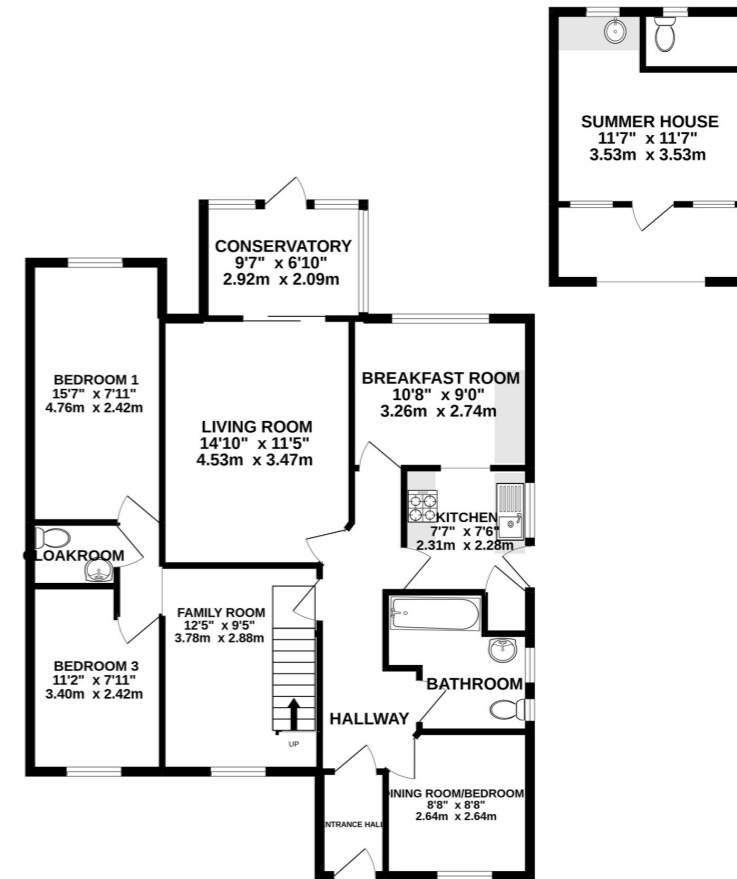 SUMMER HOUSE
11'7" x 11'7"
3.53m x 3.53m
CONSERVATORY
9'7" x 6'10"
2.92m x 2.09m
BEDROOM 1
15'7" x 7'11"
4.76m x 2.42m
LIVING ROOM
14'10" x 11'5"
4.53m x 3.47m
BREAKFAST ROOM
10'8" x 9'0"
3.26m x 2.74m
KITCHEN
7'7" x 7'6"
2.31m x 2.28m
CLOAKROOM
FAMILY ROOM
12'5" x 9'5"
3.78m x 2.88m
BEDROOM 3
11'2" x 7'11"
3.40m x 2.42m
UP
HALLWAY
BATHROOM
DINING ROOM/BEDROOM
8'8" x 8'8"
2.64m x 2.64m
ENTRANCE HALL